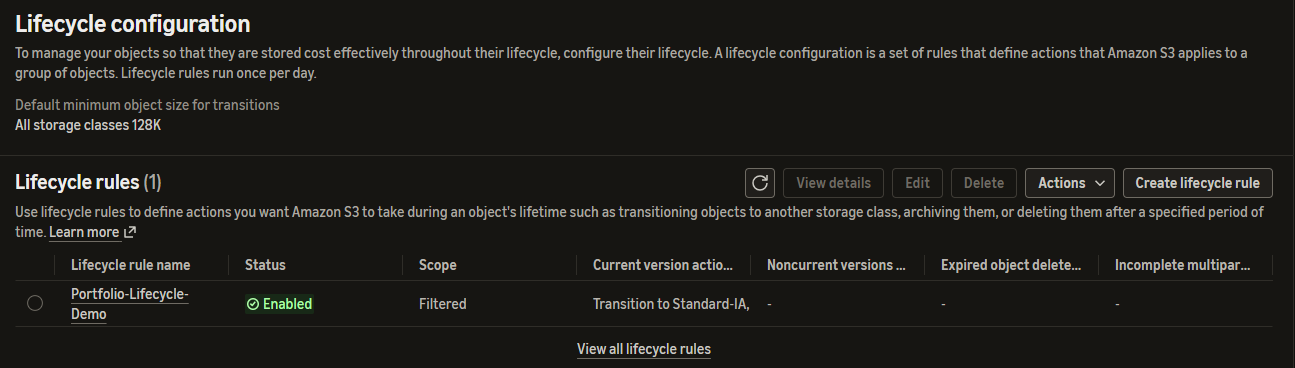 Lifecycle configuration
To manage your objects so that they are stored cost effectively throughout their lifecycle, configure their lifecycle. A lifecycle configuration is a set of rules that define actions that Amazon S3 applies to a
group of objects. Lifecycle rules run once per day.
Default minimum object size for transitions
All storage classes 128K
Lifecycle rules (1)
View details
Edit
Delete
Actions
Create lifecycle rule
Use lifecycle rules to define actions you want Amazon S3 to take during an object's lifetime such as transitioning objects to another storage class, archiving them, or deleting them after a specified period of
time. Learn more
Lifecycle rule name
Status
Scope
Current version actio...
Noncurrent versions ...
Expired object delete...
Incomplete multipar...
Portfolio-Lifecycle-
Demo
Enabled
Filtered
Transition to Standard-IA,
-
-
-
View all lifecycle rules